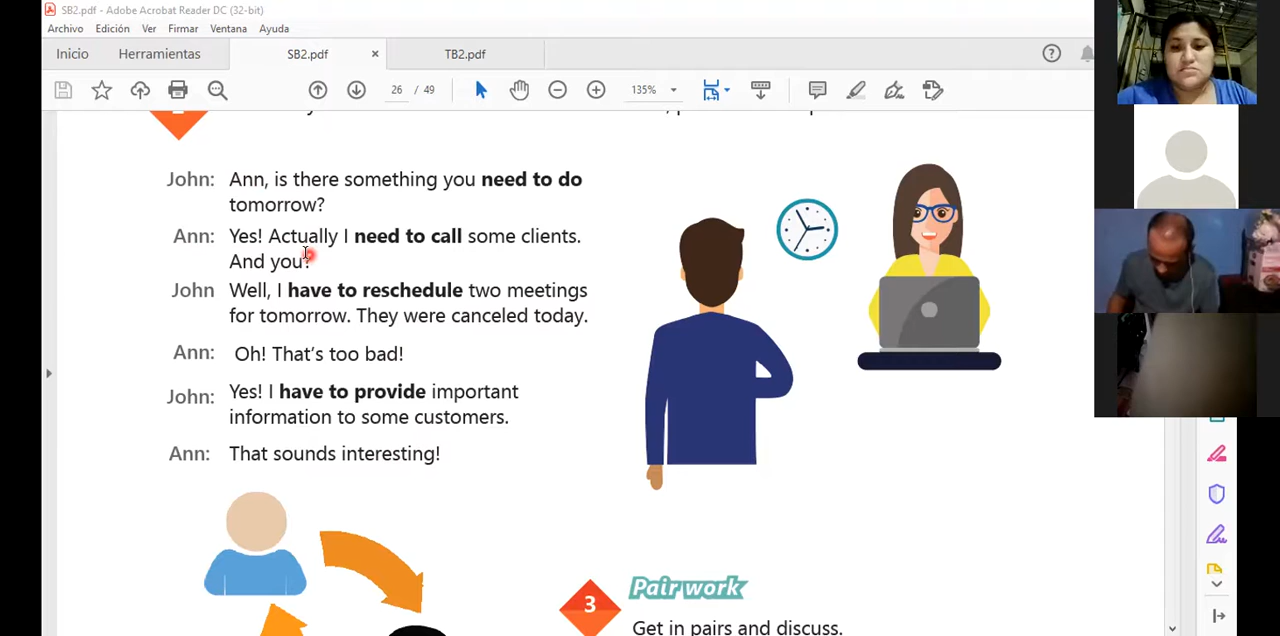 SB2.pdf - Adobe Acrobat Reader DC (32-bit)
Archivo Edición Ver Firmar Ventana Ayuda
Inicio Herramientas SB2.pdf × TB2.pdf
26 / 49 135%
John: Ann, is there something you need to do
tomorrow?
Ann: Yes! Actually I need to call some clients.
And you?
John Well, I have to reschedule two meetings
for tomorrow. They were canceled today.
Ann: Oh! That's too bad!
John: Yes! I have to provide important
information to some customers.
Ann: That sounds interesting!
3 Pair work
Get in pairs and discuss.